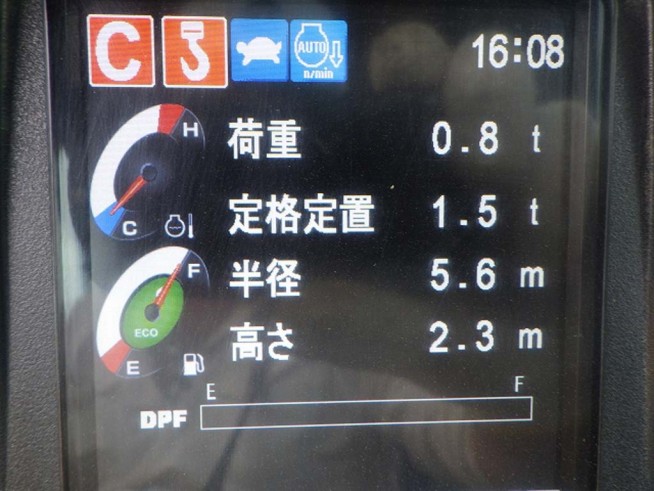 C AUTO n/min 16:08
H
荷重 0.8 t
C
定格定置 1.5 t
F
半径 5.6 m
ECO
高さ 2.3 m
E
E F
DPF